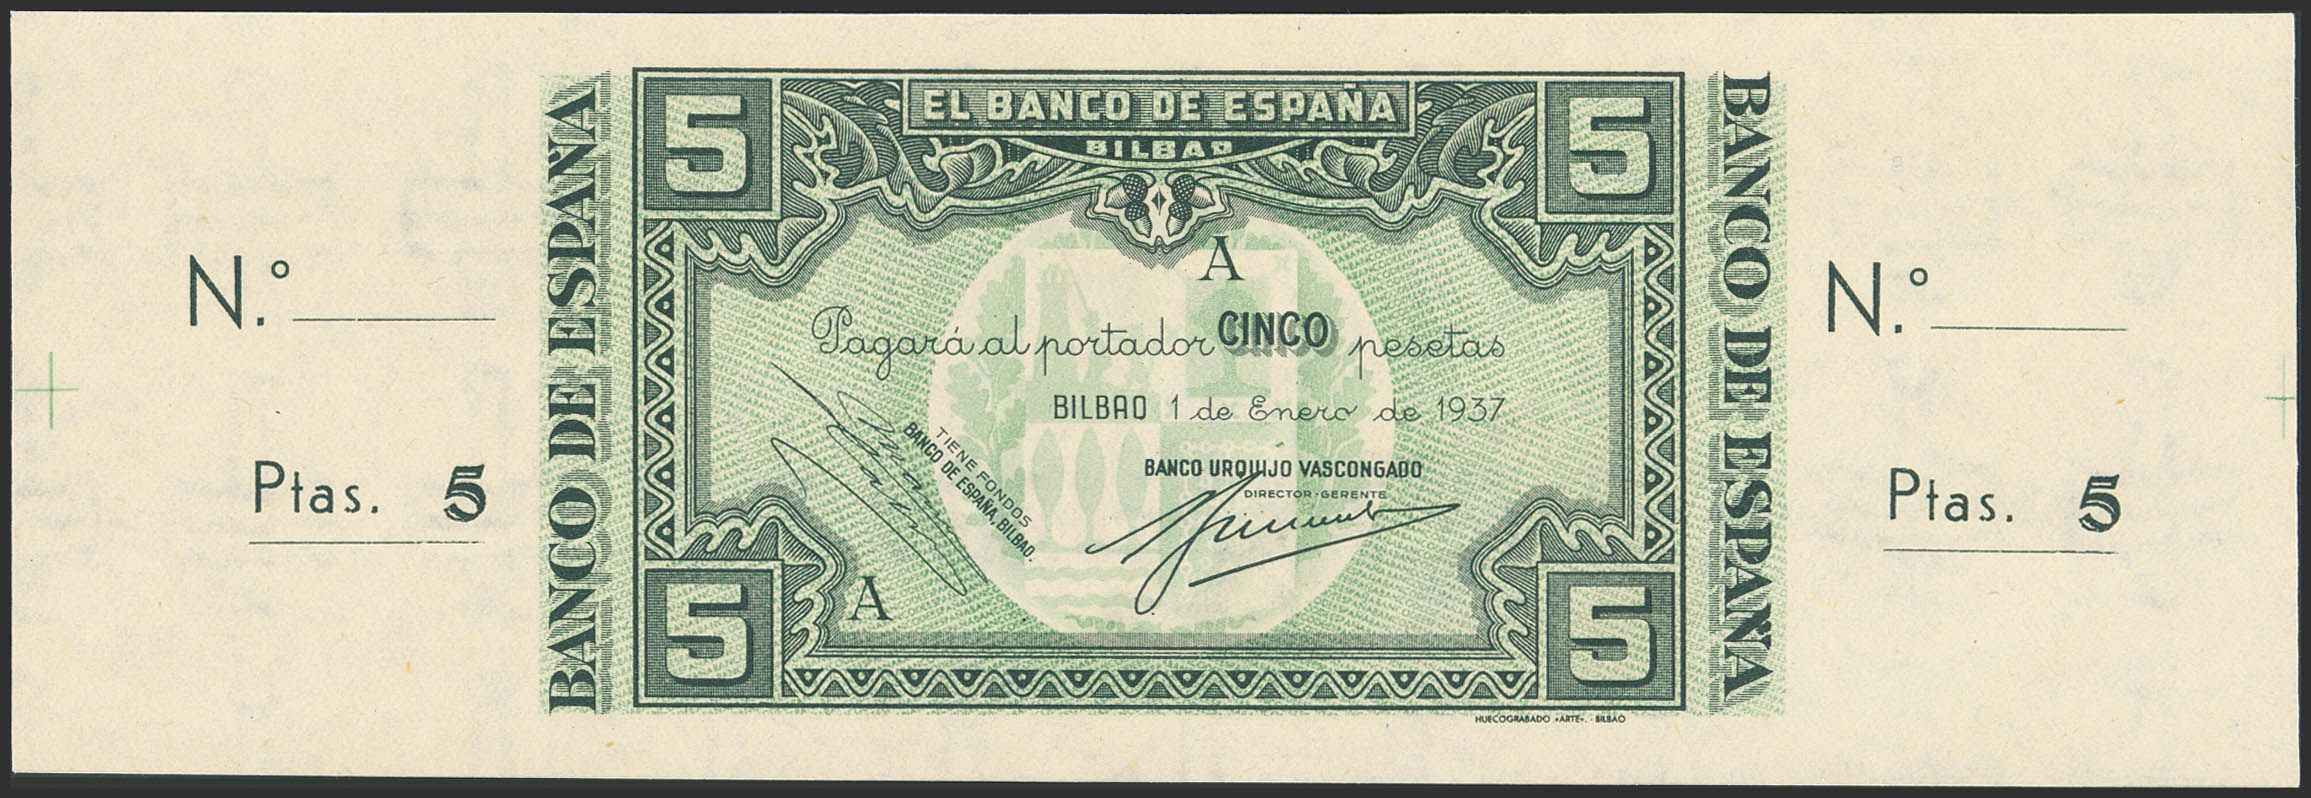 EL BANCO DE ESPAÑA
BILBAO
5 5
BANCO DE ESPAÑA
BANCO DE ESPAÑA
N.º
N.º
A
Pagará al portador CINCO pesetas
BILBAO 1 de Enero de 1937
TIENE FONDOS
BANCO DE ESPAÑA, BILBAO.
BANCO URQUIJO VASCONGADO
DIRECTOR-GERENTE
Ptas. 5
Ptas. 5
A
5 5
HUECOGRABADO «ARTE». - BILBAO